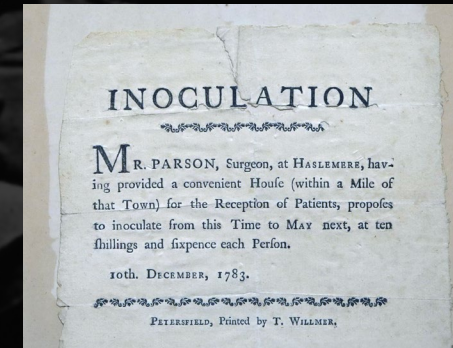 INOCULATION
MR. PARSON, Surgeon, at HASLEMERE, hav-
ing provided a convenient Houſe (within a Mile of
that Town) for the Reception of Patients, propoſes
to inoculate from this Time to MAY next, at ten
ſhillings and ſixpence each Perſon.
10th. DECEMBER, 1783.
PETERSFIELD, Printed by T. WILLMER.